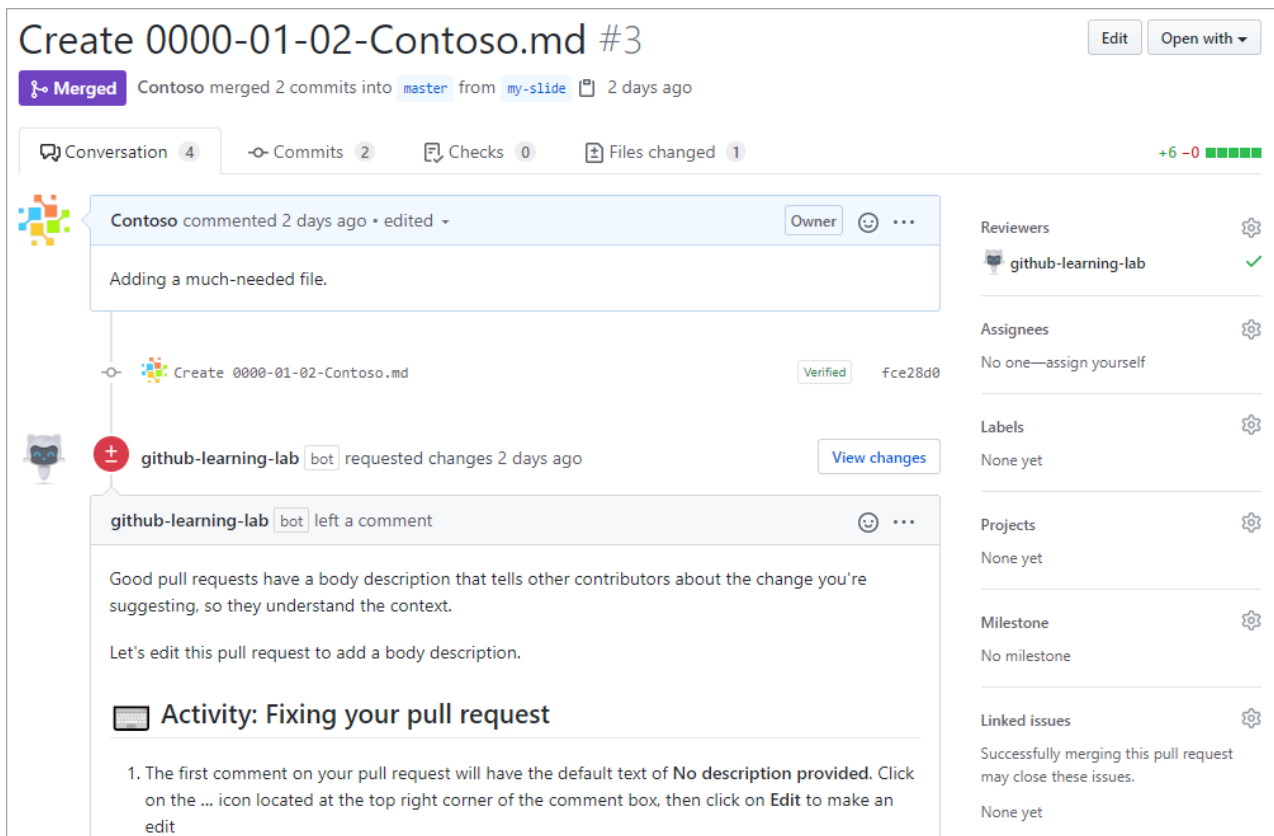 Create 0000-01-02-Contoso.md #3
Edit
Open with
Merged
Contoso merged 2 commits into master from my-slide 2 days ago
Conversation 4
Commits 2
Checks 0
Files changed 1
+6 −0
Contoso commented 2 days ago • edited
Owner
Adding a much-needed file.
Create 0000-01-02-Contoso.md
Verified
fce28d0
github-learning-lab bot requested changes 2 days ago
View changes
github-learning-lab bot left a comment
Good pull requests have a body description that tells other contributors about the change you're
suggesting, so they understand the context.
Let's edit this pull request to add a body description.
Activity: Fixing your pull request
1. The first comment on your pull request will have the default text of No description provided. Click
on the ... icon located at the top right corner of the comment box, then click on Edit to make an
edit
Reviewers
github-learning-lab
Assignees
No one—assign yourself
Labels
None yet
Projects
None yet
Milestone
No milestone
Linked issues
Successfully merging this pull request
may close these issues.
None yet